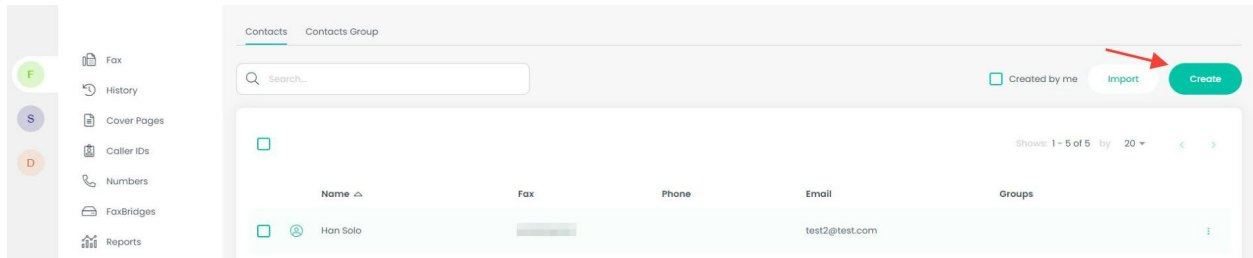 Contacts Contacts Group
F
S
D
Fax
History
Cover Pages
Caller IDs
Numbers
FaxBridges
Reports
Search...
Created by me Import Create
Shows: 1 - 5 of 5 by 20
Name Fax Phone Email Groups
Han Solo test2@test.com